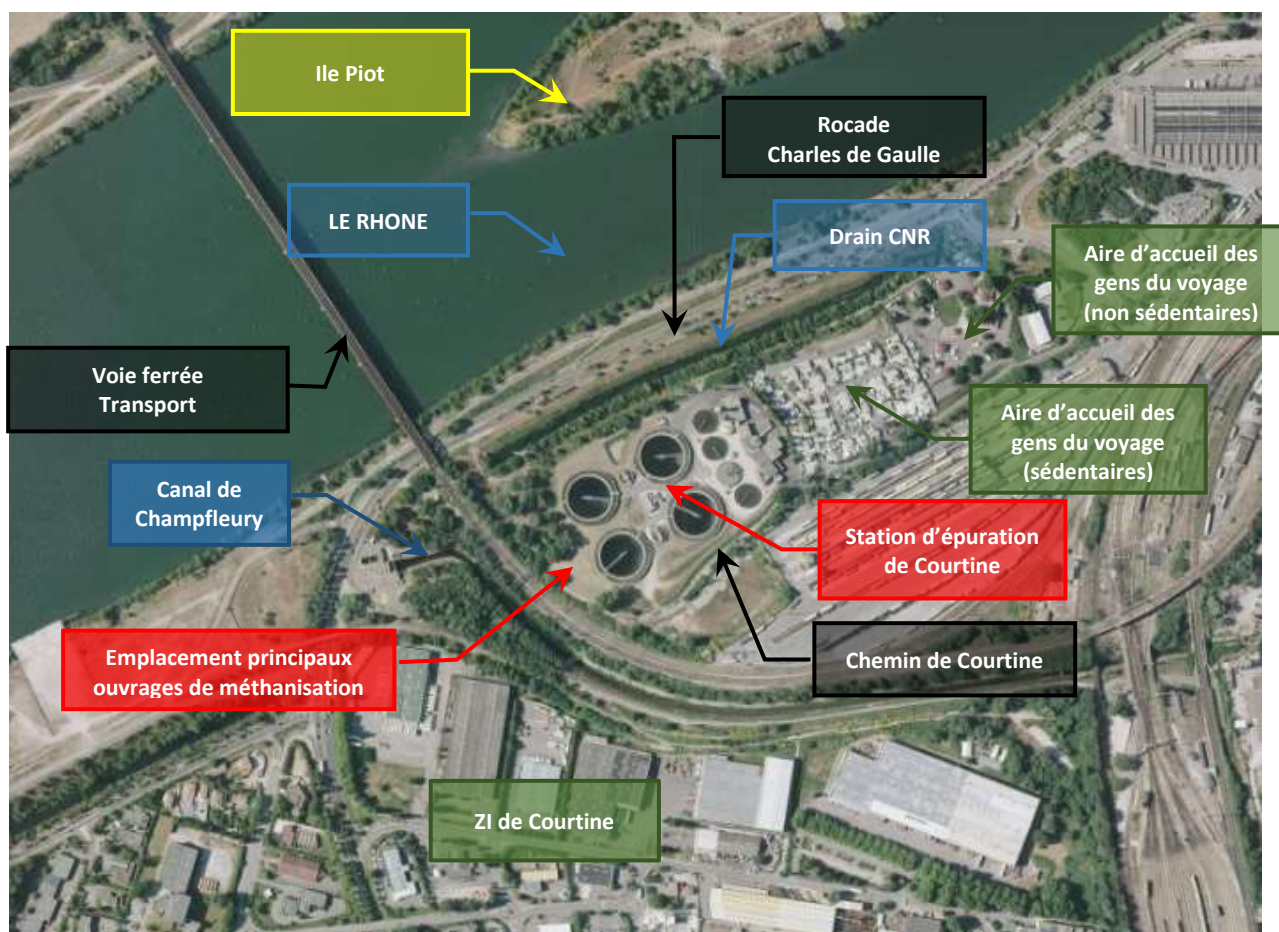 Ile Piot
Rocade
Charles de Gaulle
LE RHONE
Drain CNR
Aire d’accueil des
gens du voyage
(non sédentaires)
Voie ferrée
Transport
Aire d’accueil des
gens du voyage
(sédentaires)
Canal de
Champfleury
Station d’épuration
de Courtine
Emplacement principaux
ouvrages de méthanisation
Chemin de Courtine
ZI de Courtine